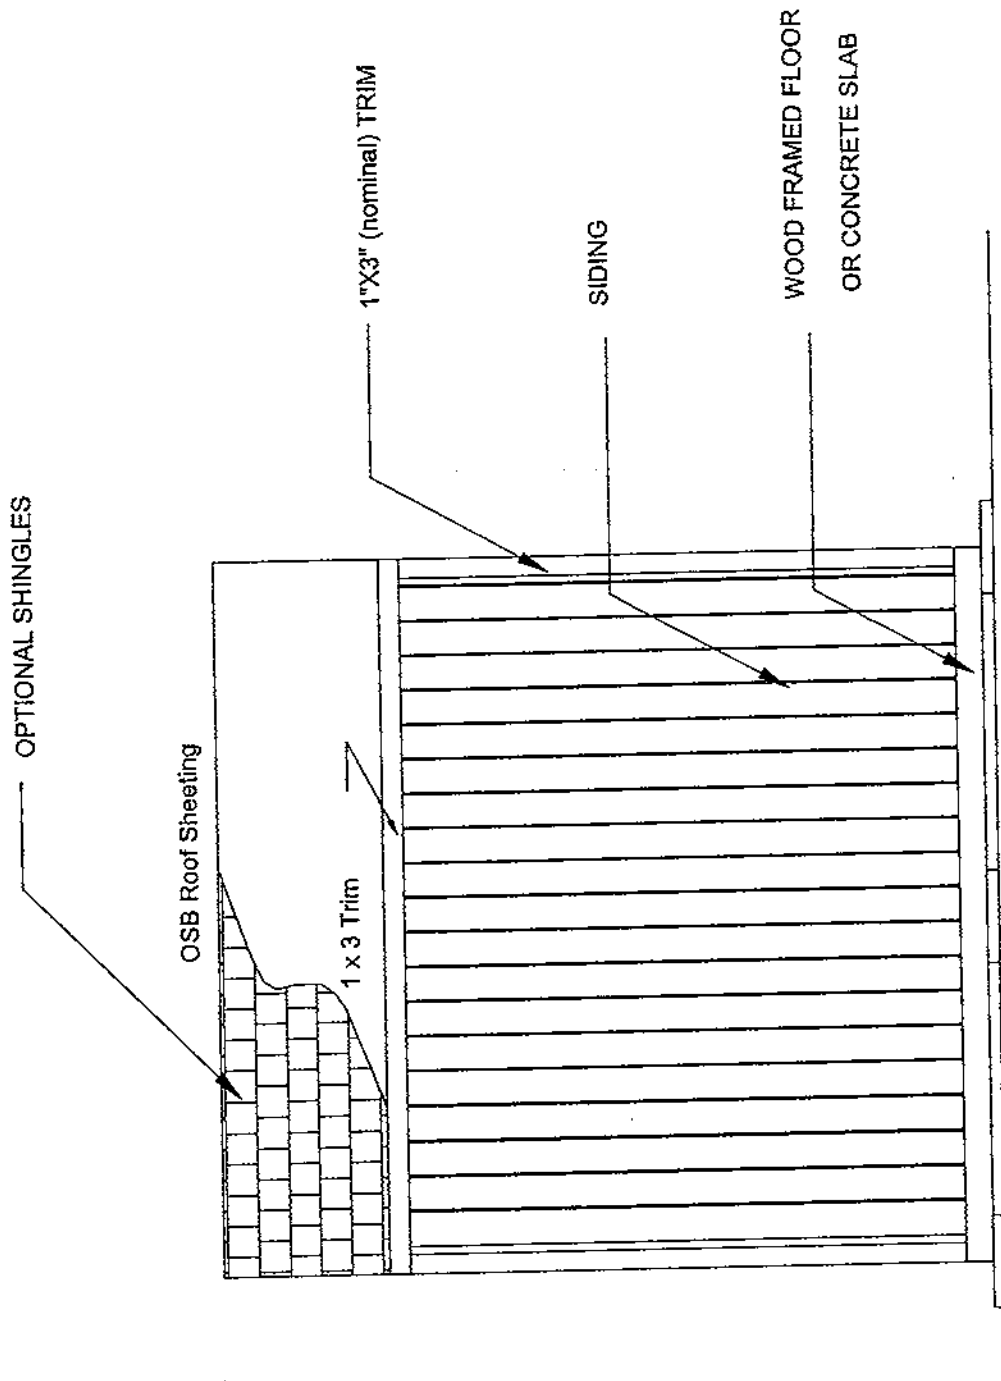 OPTIONAL SHINGLES
OSB Roof Sheeting
1 x 3 Trim
1"X3" (nominal) TRIM
SIDING
WOOD FRAMED FLOOR
OR CONCRETE SLAB